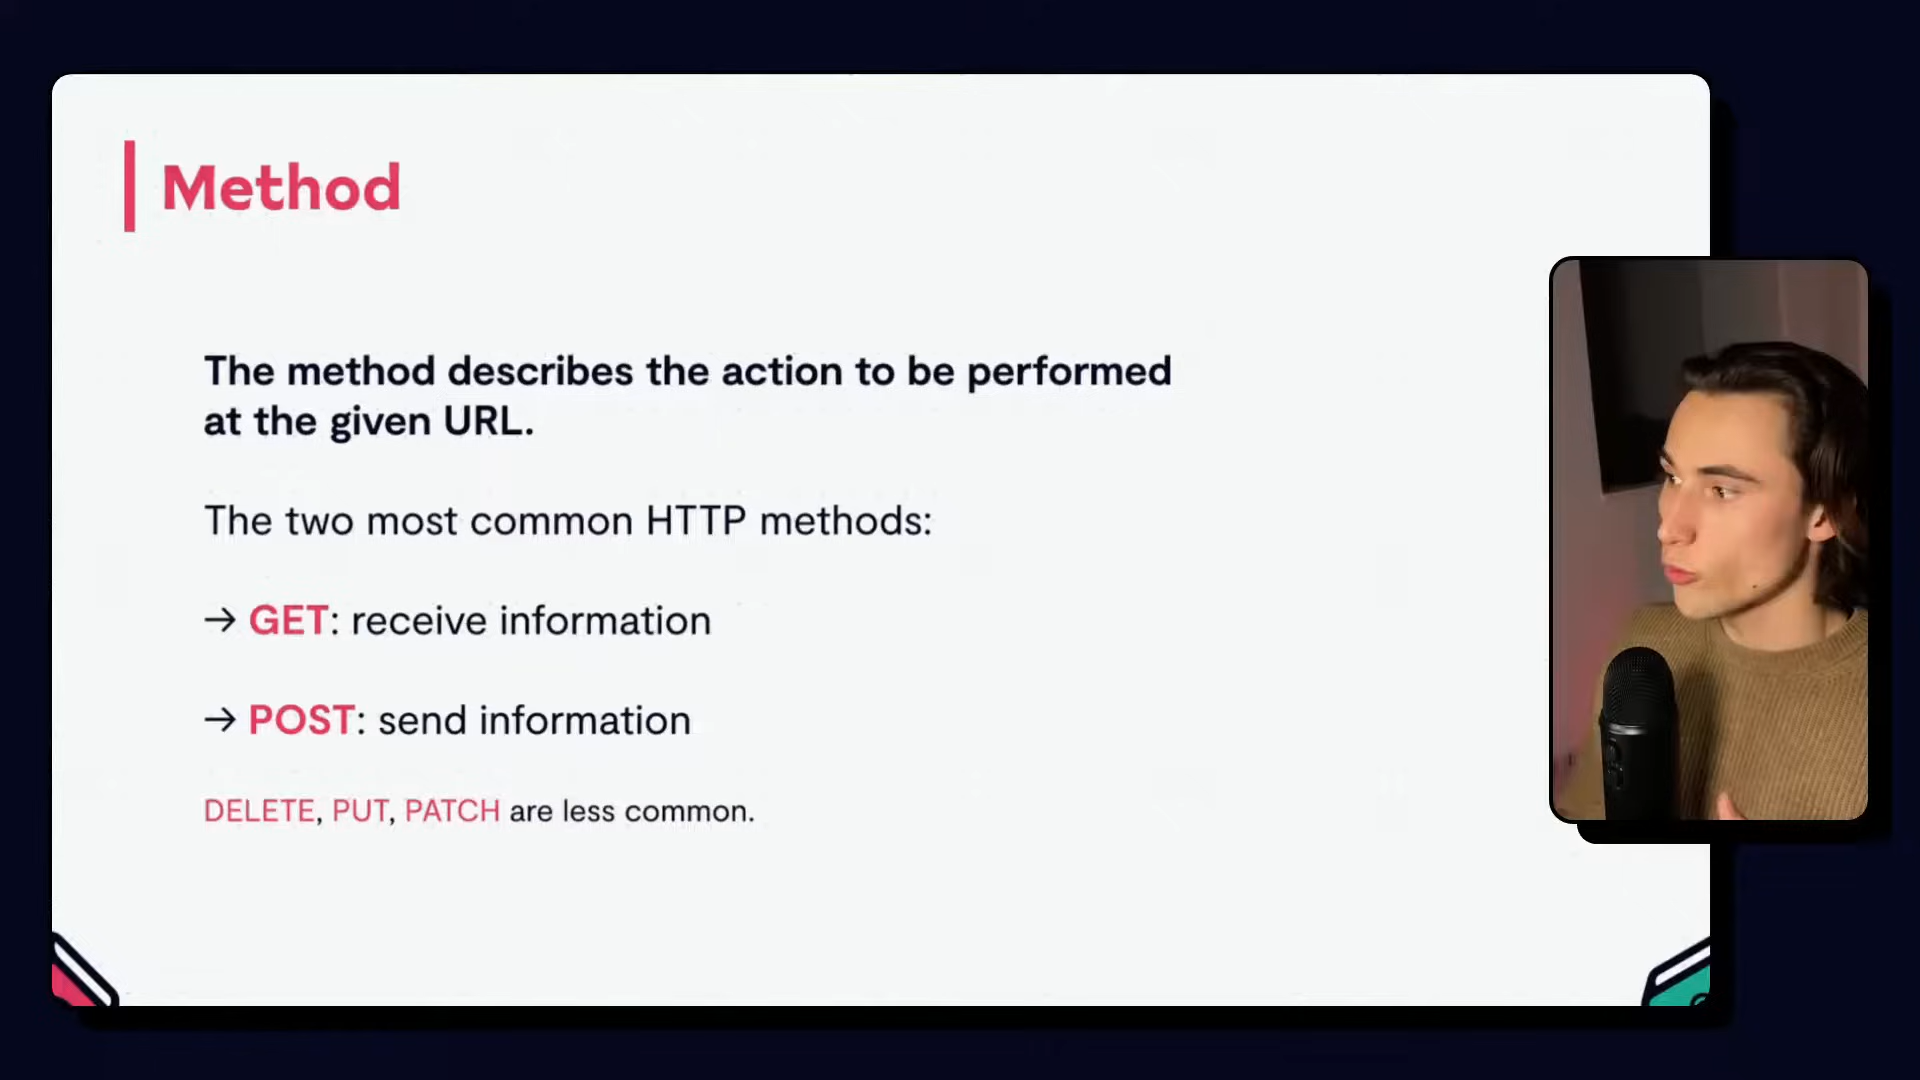 Method
The method describes the action to be performed
at the given URL.
The two most common HTTP methods:
→ GET: receive information
→ POST: send information
DELETE, PUT, PATCH are less common.